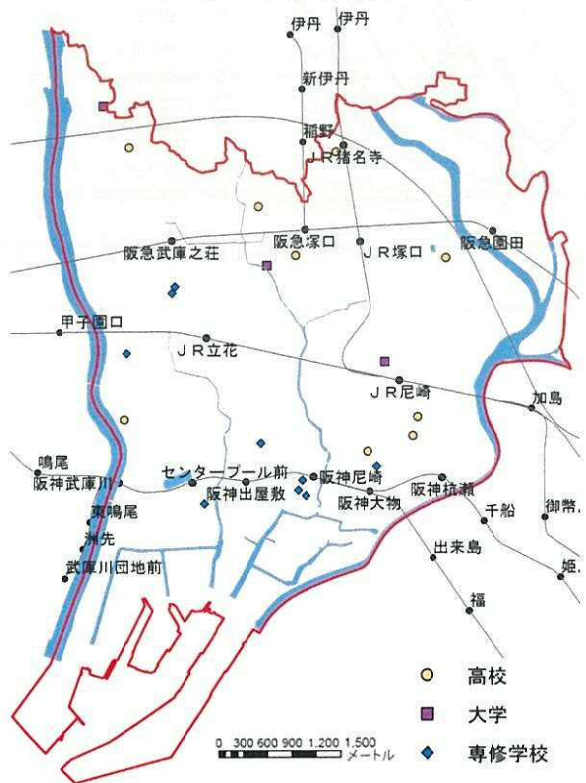 伊丹
伊丹
新伊丹
稲野
JR猪名寺
阪急武庫之荘
阪急塚口
JR塚口
阪急園田
甲子園口
JR立花
JR尼崎
加島
鳴尾
阪神武庫川
センタープール前
阪神出屋敷
阪神尼崎
阪神大物
阪神杭瀬
千船
御幣.
東鳴尾
洲先
出来島
姫.
武庫川団地前
福
高校
大学
専修学校
0 300 600 900 1,200 1,500
メートル